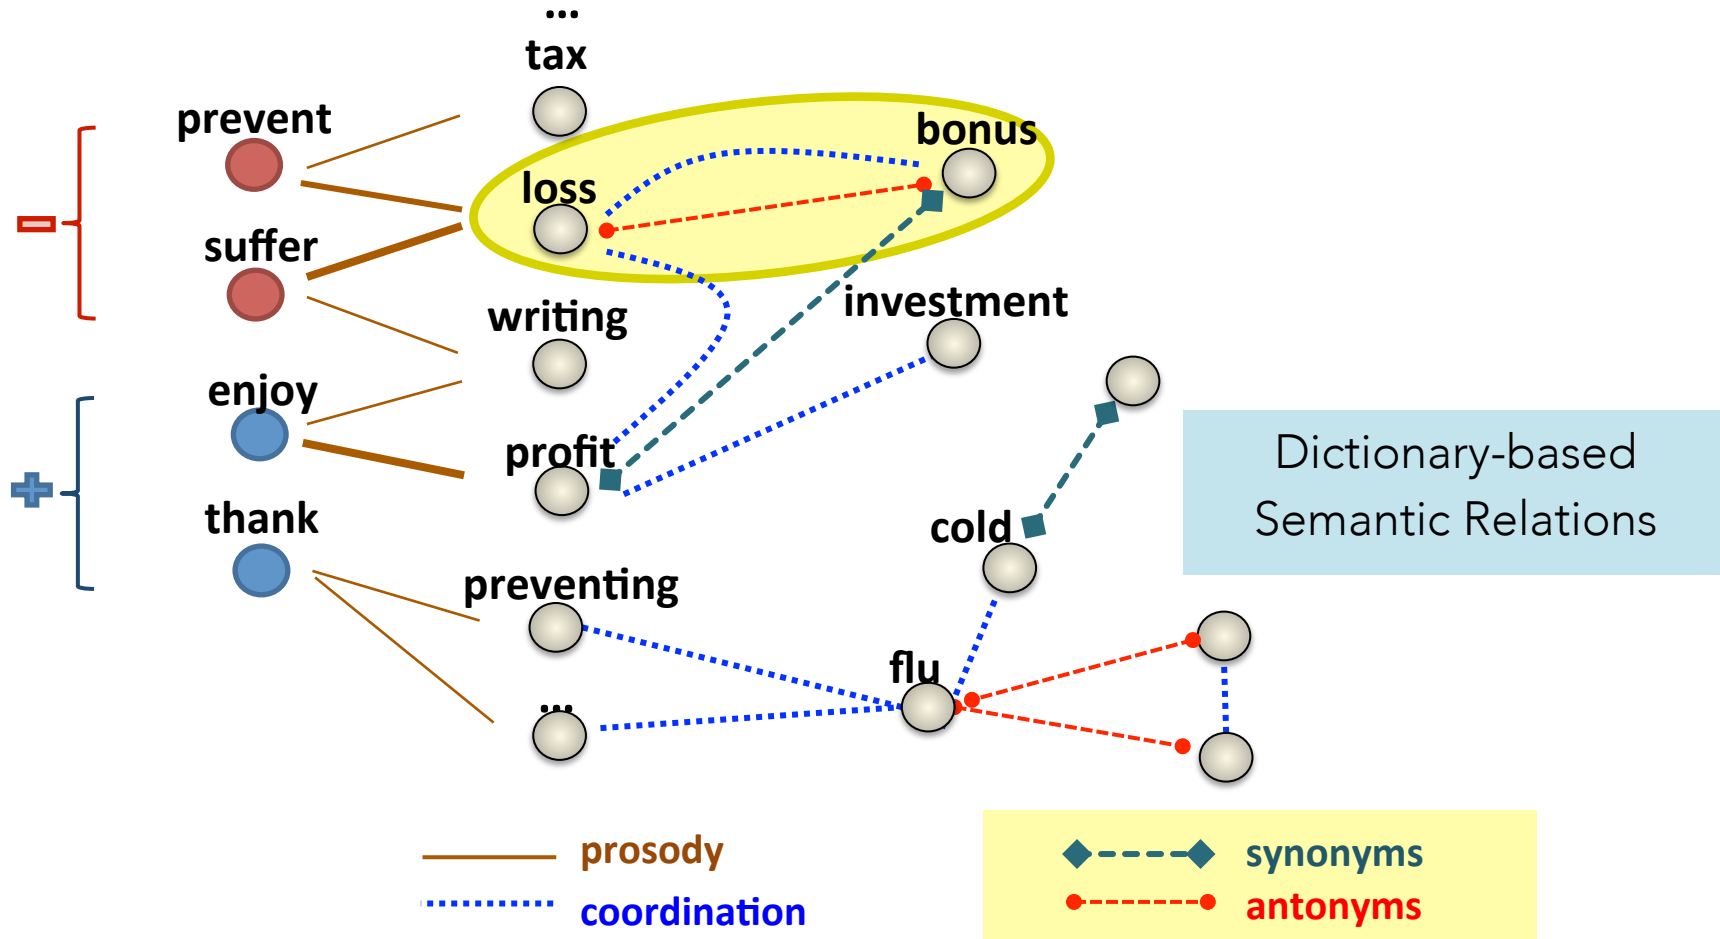 ...
tax
prevent
bonus
loss
suffer
writing
investment
enjoy
profit
Dictionary-based
Semantic Relations
thank
cold
preventing
flu
...
prosody
synonyms
coordination
antonyms